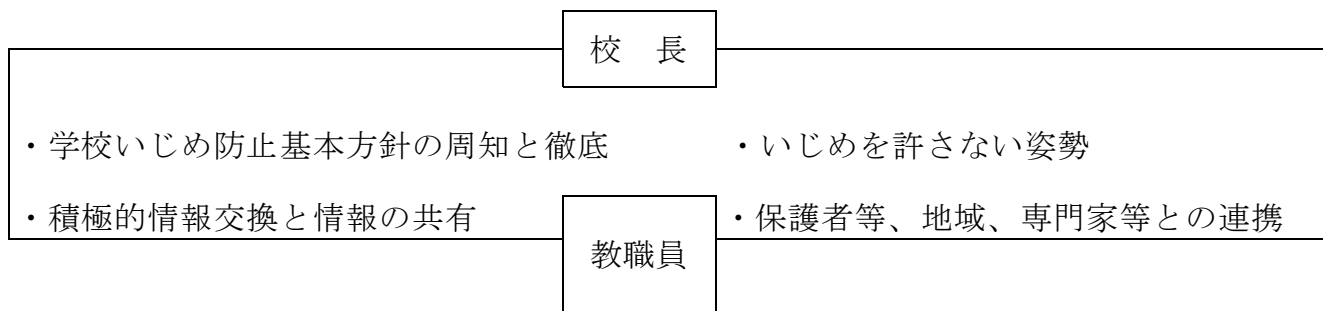 校　長
・学校いじめ防止基本方針の周知と徹底　・いじめを許さない姿勢
・積極的情報交換と情報の共有　・保護者等、地域、専門家等との連携
教職員